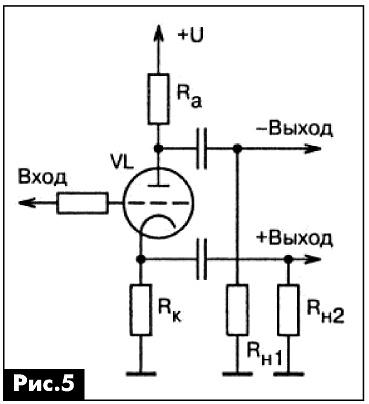 +U
Rа
–Выход
VL
Вход
+Выход
Rк
Rн1
Rн2
Рис.5